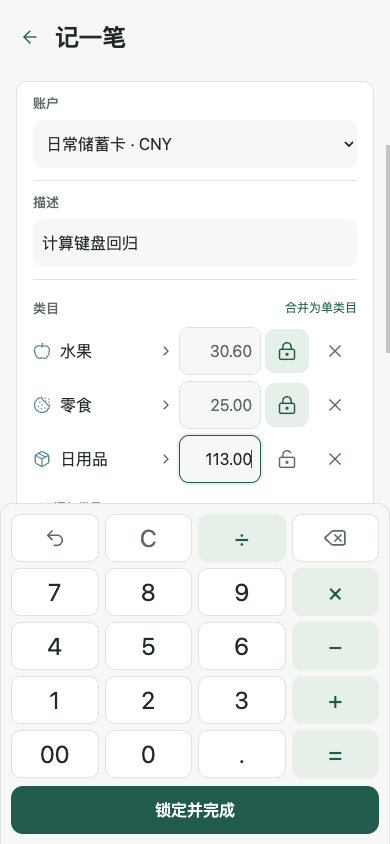 记一笔
账户
日常储蓄卡 · CNY
描述
计算键盘回归
类目
合并为单类目
水果 30.60
零食 25.00
日用品 113.00
C ÷
7 8 9 ×
4 5 6 −
1 2 3 +
00 0 . =
锁定并完成